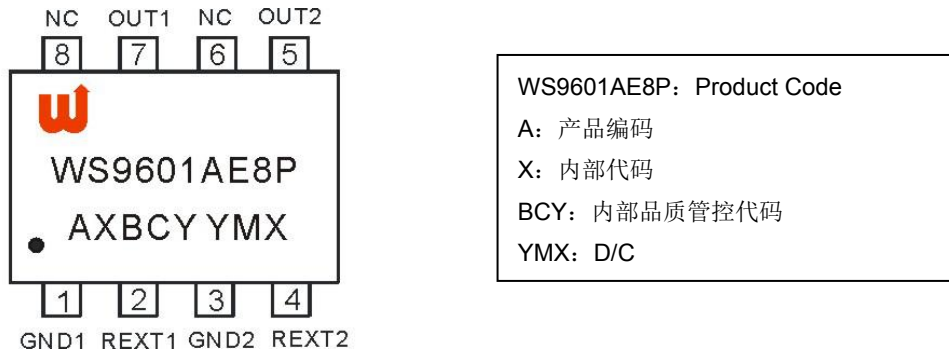 NC OUT1 NC OUT2
8 7 6 5
WS9601AE8P
AXBCY YMX
1 2 3 4
GND1 REXT1 GND2 REXT2
WS9601AE8P：Product Code
A：产品编码
X：内部代码
BCY：内部品质管控代码
YMX：D/C